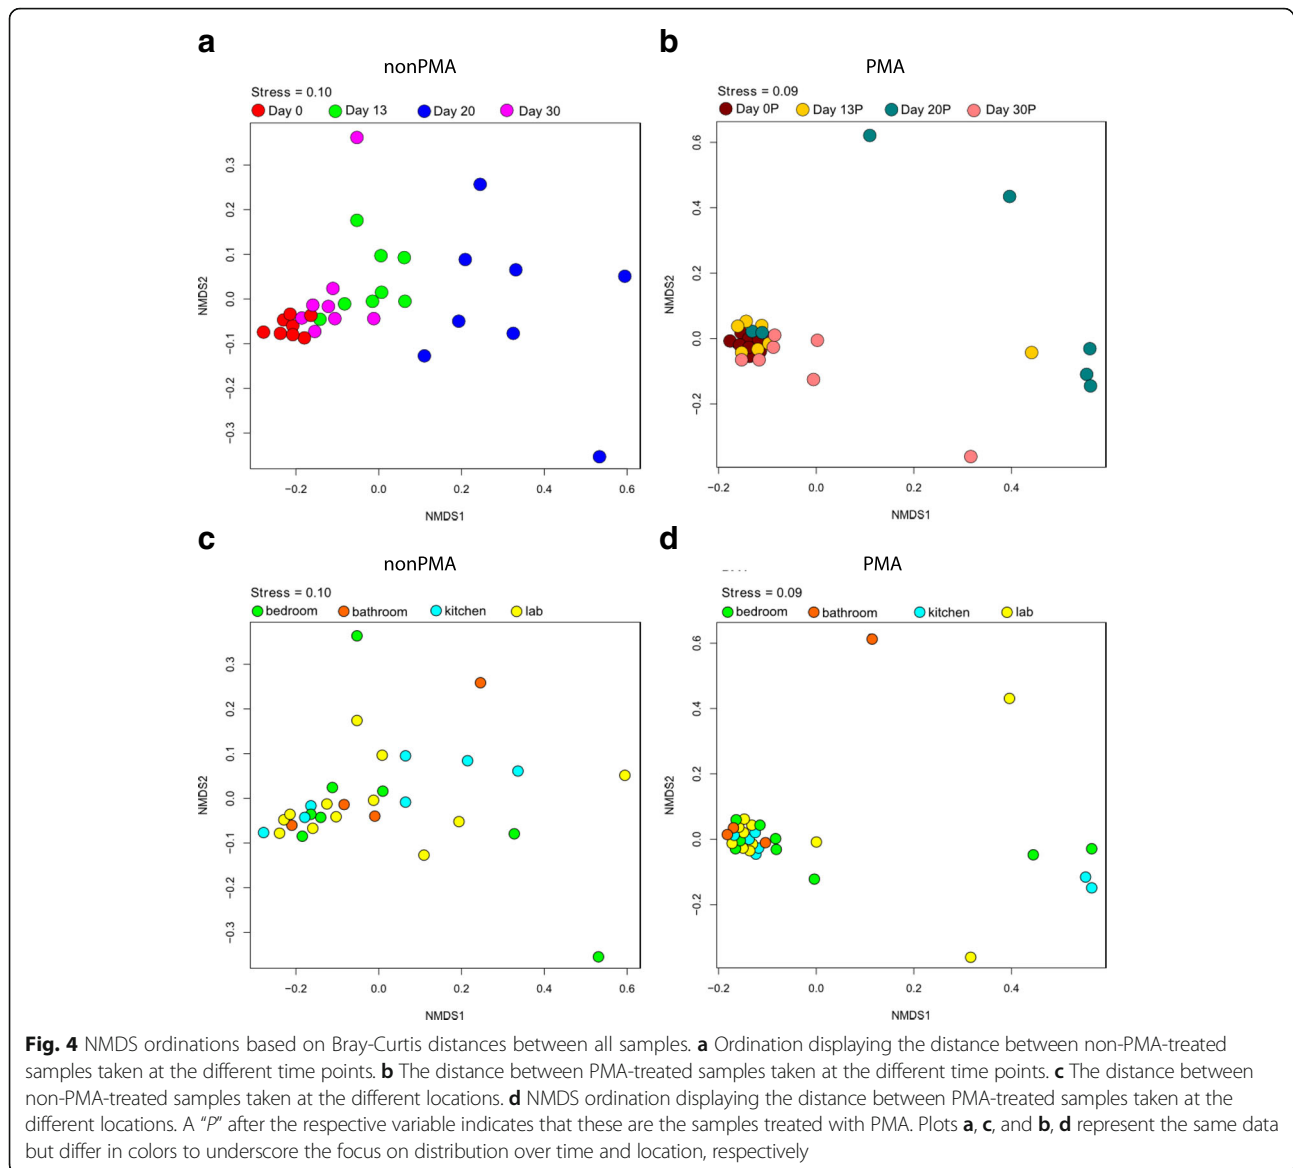 a
nonPMA
Stress = 0.10
Day 0 Day 13 Day 20 Day 30
0.3
0.2
0.1
0.0
−0.1
−0.2
−0.3
NMDS2
−0.2 0.0 0.2 0.4 0.6
NMDS1
b
PMA
Stress = 0.09
Day 0P Day 13P Day 20P Day 30P
0.6
0.4
0.2
0.0
−0.2
NMDS2
−0.2 0.0 0.2 0.4
NMDS1
c
nonPMA
Stress = 0.10
bedroom bathroom kitchen lab
0.3
0.2
0.1
0.0
−0.1
−0.2
−0.3
NMDS2
−0.2 0.0 0.2 0.4 0.6
NMDS1
d
PMA
Stress = 0.09
bedroom bathroom kitchen lab
0.6
0.4
0.2
0.0
−0.2
NMDS2
−0.2 0.0 0.2 0.4
NMDS1
Fig. 4 NMDS ordinations based on Bray-Curtis distances between all samples. a Ordination displaying the distance between non-PMA-treated
samples taken at the different time points. b The distance between PMA-treated samples taken at the different time points. c The distance between
non-PMA-treated samples taken at the different locations. d NMDS ordination displaying the distance between PMA-treated samples taken at the
different locations. A “P” after the respective variable indicates that these are the samples treated with PMA. Plots a, c, and b, d represent the same data
but differ in colors to underscore the focus on distribution over time and location, respectively